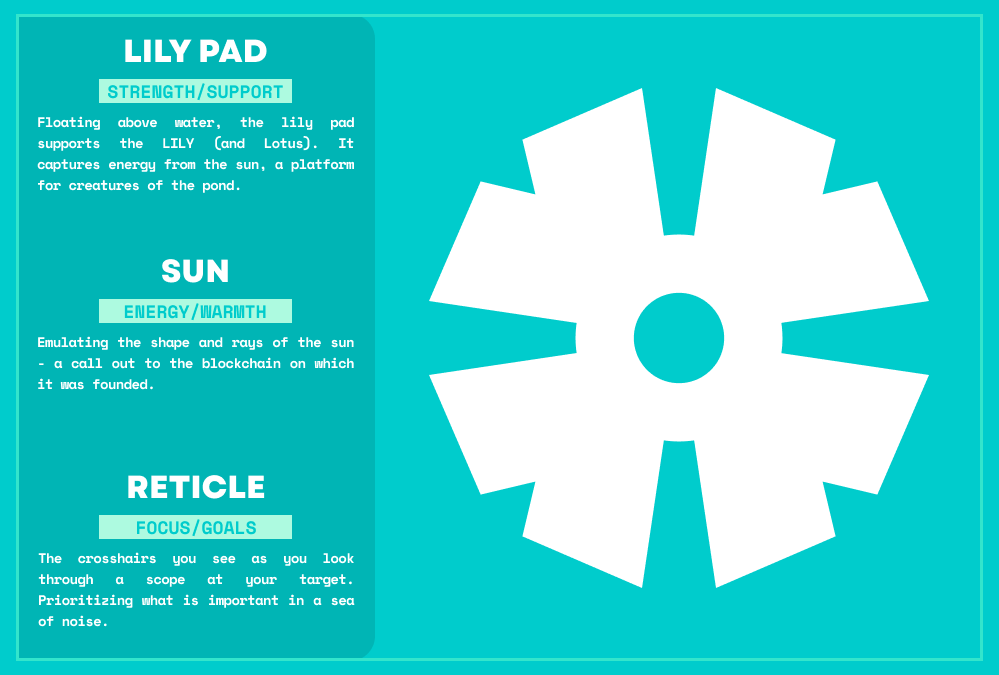 LILY PAD
STRENGTH/SUPPORT
Floating above water, the lily pad
supports the LILY (and Lotus). It
captures energy from the sun, a platform
for creatures of the pond.
SUN
ENERGY/WARMTH
Emulating the shape and rays of the sun
- a call out to the blockchain on which
it was founded.
RETICLE
FOCUS/GOALS
The crosshairs you see as you look
through a scope at your target.
Prioritizing what is important in a sea
of noise.